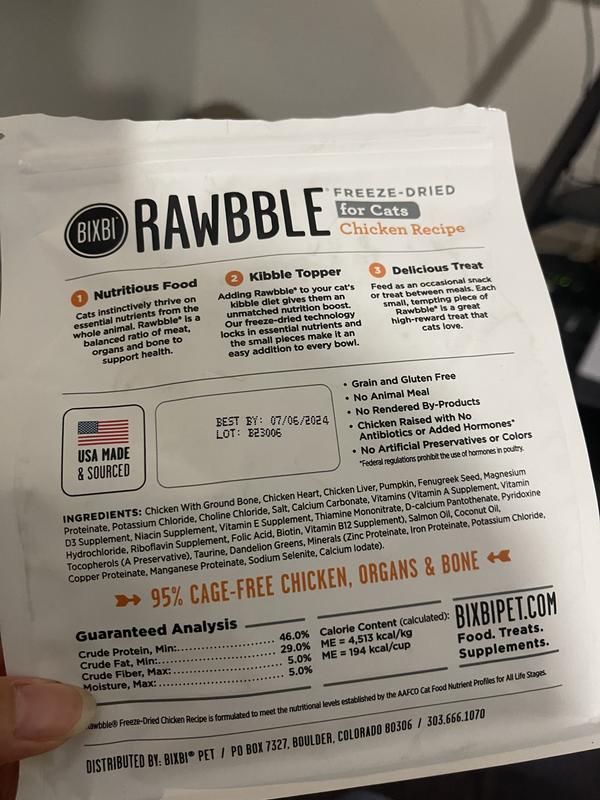 BIXBI® RAWBBLE® FREEZE-DRIED
for Cats
Chicken Recipe
1 Nutritious Food
Cats instinctively thrive on
essential nutrients from the
whole animal. Rawbble® is a
balanced ratio of meat,
organs and bone to
support health.
2 Kibble Topper
Adding Rawbble® to your cat's
kibble diet gives them an
unmatched nutrition boost.
Our freeze-dried technology
locks in essential nutrients and
the small pieces make it an
easy addition to every bowl.
3 Delicious Treat
Feed as an occasional snack
or treat between meals. Each
small, tempting piece of
Rawbble® is a great
high-reward treat that
cats love.
USA MADE
& SOURCED
BEST BY: 07/06/2024
LOT: B23006
• Grain and Gluten Free
• No Animal Meal
• No Rendered By-Products
• Chicken Raised with No
Antibiotics or Added Hormones*
• No Artificial Preservatives or Colors
*Federal regulations prohibit the use of hormones in poultry.
INGREDIENTS: Chicken With Ground Bone, Chicken Heart, Chicken Liver, Pumpkin, Fenugreek Seed, Magnesium
Proteinate, Potassium Chloride, Choline Chloride, Salt, Calcium Carbonate, Vitamins (Vitamin A Supplement, Vitamin
D3 Supplement, Niacin Supplement, Vitamin E Supplement, Thiamine Mononitrate, D-calcium Pantothenate, Pyridoxine
Hydrochloride, Riboflavin Supplement, Folic Acid, Biotin, Vitamin B12 Supplement), Salmon Oil, Coconut Oil,
Tocopherols (A Preservative), Taurine, Dandelion Greens, Minerals (Zinc Proteinate, Iron Proteinate, Potassium Chloride,
Copper Proteinate, Manganese Proteinate, Sodium Selenite, Calcium Iodate).
95% CAGE-FREE CHICKEN, ORGANS & BONE
Guaranteed Analysis
Crude Protein, Min:........ 46.0%
Crude Fat, Min:........ 29.0%
Crude Fiber, Max:........ 5.0%
Moisture, Max:........ 5.0%
Calorie Content (calculated):
ME = 4,513 kcal/kg
ME = 194 kcal/cup
BIXBIPET.COM
Food. Treats.
Supplements.
Rawbble® Freeze-Dried Chicken Recipe is formulated to meet the nutritional levels established by the AAFCO Cat Food Nutrient Profiles for All Life Stages.
DISTRIBUTED BY: BIXBI® PET / PO BOX 7327, BOULDER, COLORADO 80306 / 303.666.1070